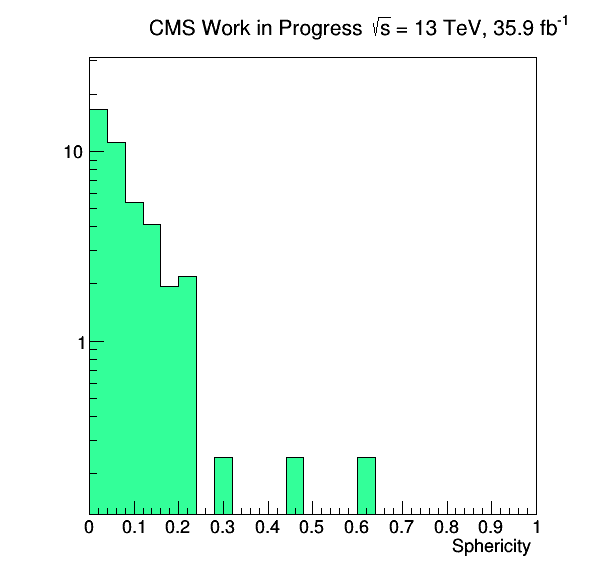 CMS Work in Progress √s = 13 TeV, 35.9 fb⁻¹
10
1
0 0.1 0.2 0.3 0.4 0.5 0.6 0.7 0.8 0.9 1
Sphericity